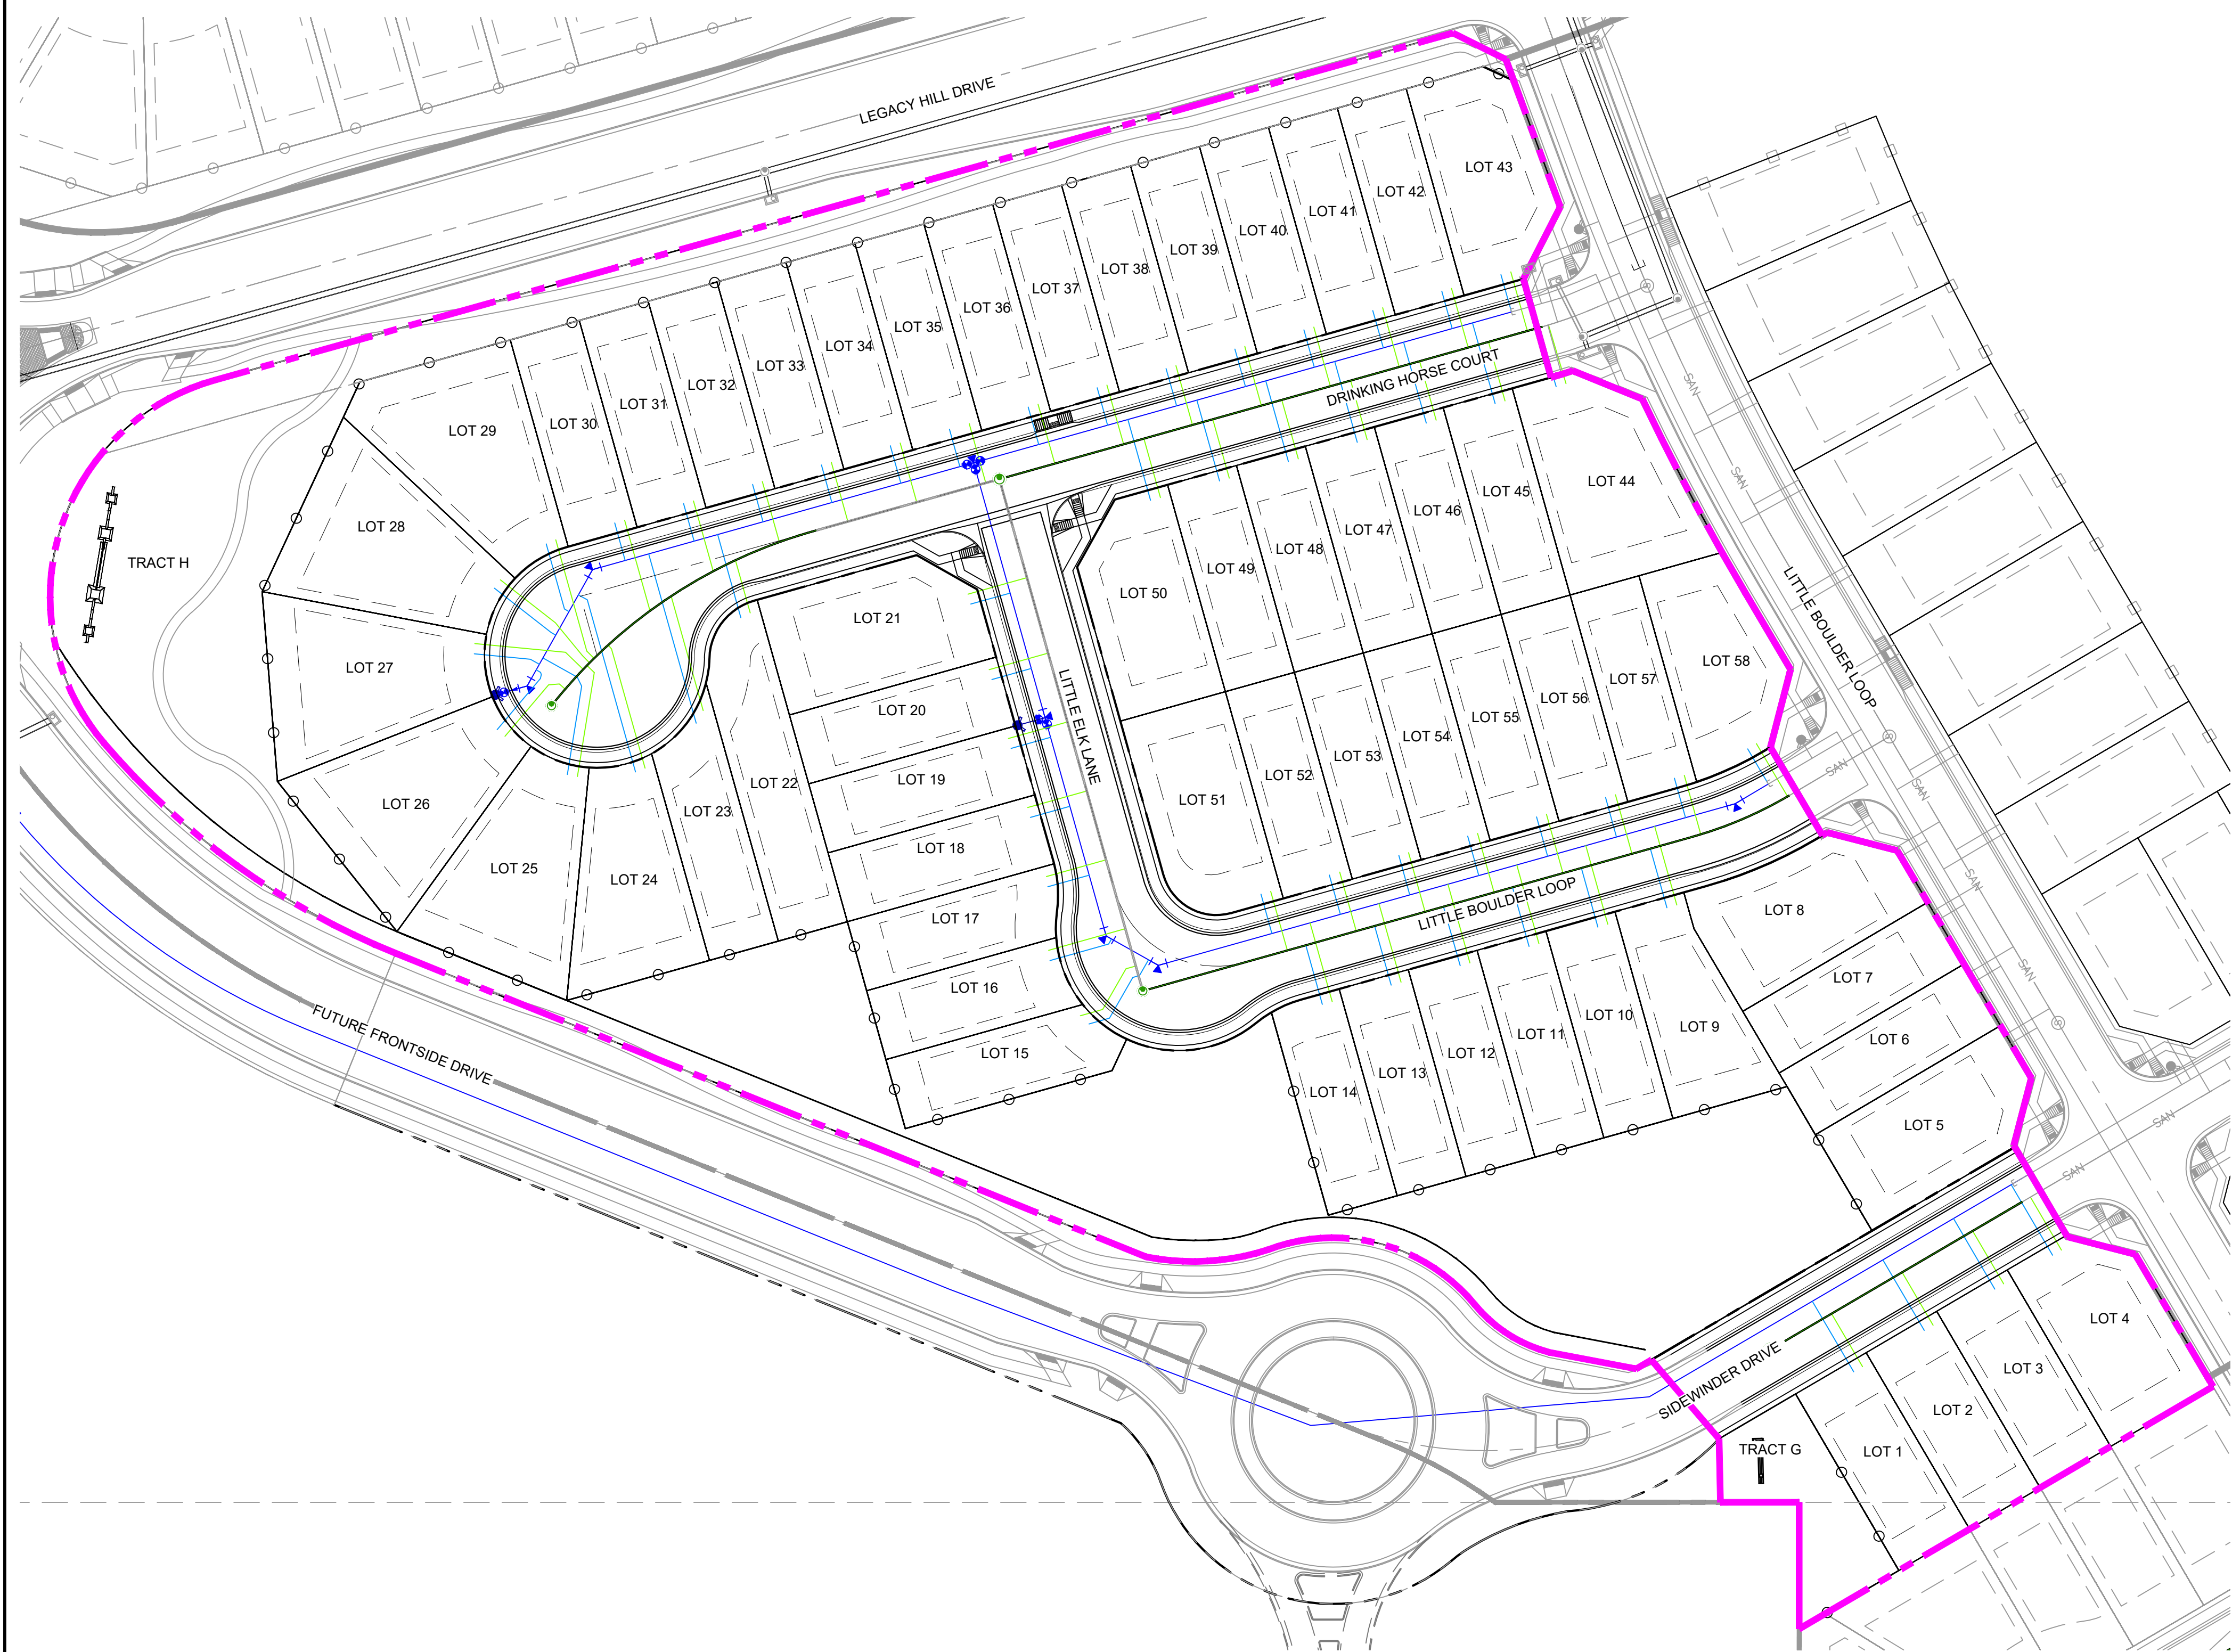 LEGACY HILL DRIVE
LOT 43
LOT 42
LOT 41
LOT 40
LOT 39
LOT 38
LOT 37
LOT 36
LOT 35
LOT 34
LOT 33
LOT 32
LOT 31
LOT 30
LOT 29
LOT 28
LOT 27
LOT 26
LOT 25
LOT 24
LOT 23
LOT 22
LOT 21
LOT 20
LOT 19
LOT 18
LOT 17
LOT 16
LOT 15
TRACT H
DRINKING HORSE COURT
LITTLE ELK LANE
LOT 44
LOT 45
LOT 46
LOT 47
LOT 48
LOT 49
LOT 50
LOT 51
LOT 52
LOT 53
LOT 54
LOT 55
LOT 56
LOT 57
LOT 58
LITTLE BOULDER LOOP
SAN
SAN
LITTLE BOULDER LOOP
SAN
SAN
SAN
SAN
SAN
SAN
LOT 8
LOT 7
LOT 6
LOT 5
LOT 9
LOT 10
LOT 11
LOT 12
LOT 13
LOT 14
FUTURE FRONTSIDE DRIVE
SIDEWINDER DRIVE
LOT 4
LOT 3
LOT 2
LOT 1
TRACT G